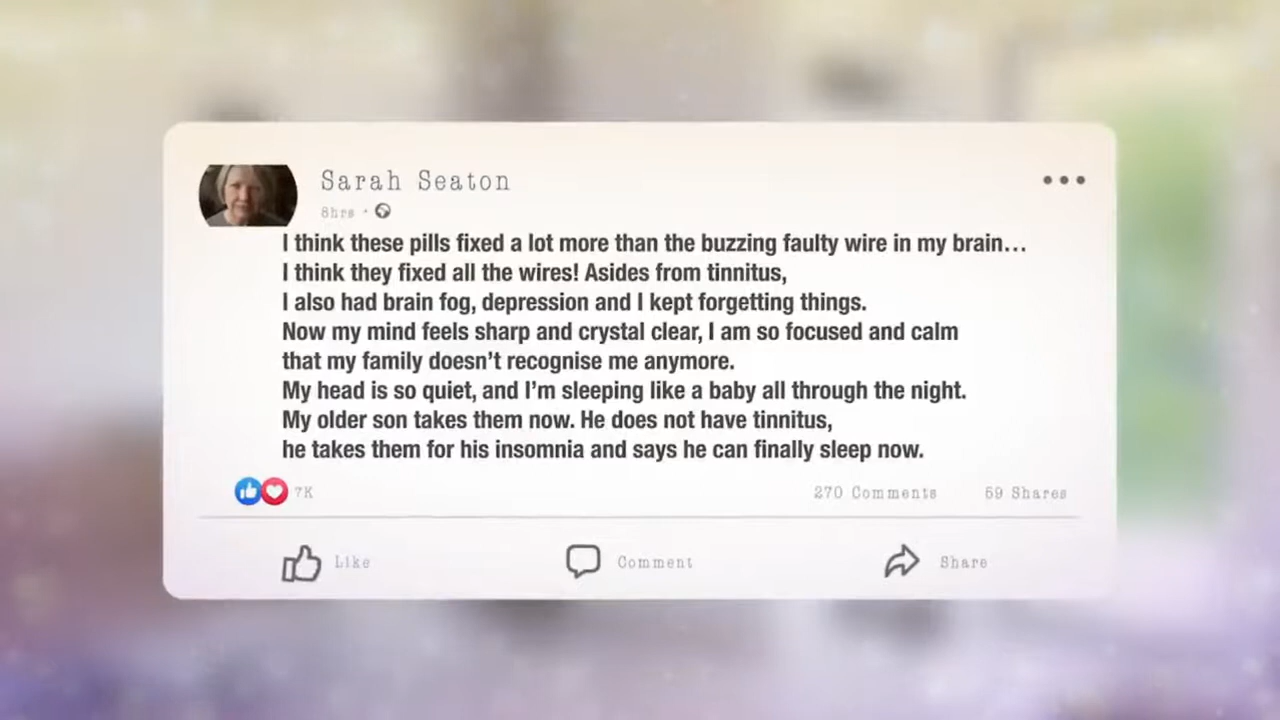 Sarah Seaton
8hrs ·
I think these pills fixed a lot more than the buzzing faulty wire in my brain...
I think they fixed all the wires! Asides from tinnitus,
I also had brain fog, depression and I kept forgetting things.
Now my mind feels sharp and crystal clear, I am so focused and calm
that my family doesn't recognise me anymore.
My head is so quiet, and I'm sleeping like a baby all through the night.
My older son takes them now. He does not have tinnitus,
he takes them for his insomnia and says he can finally sleep now.
7K 270 Comments 59 Shares
Like Comment Share